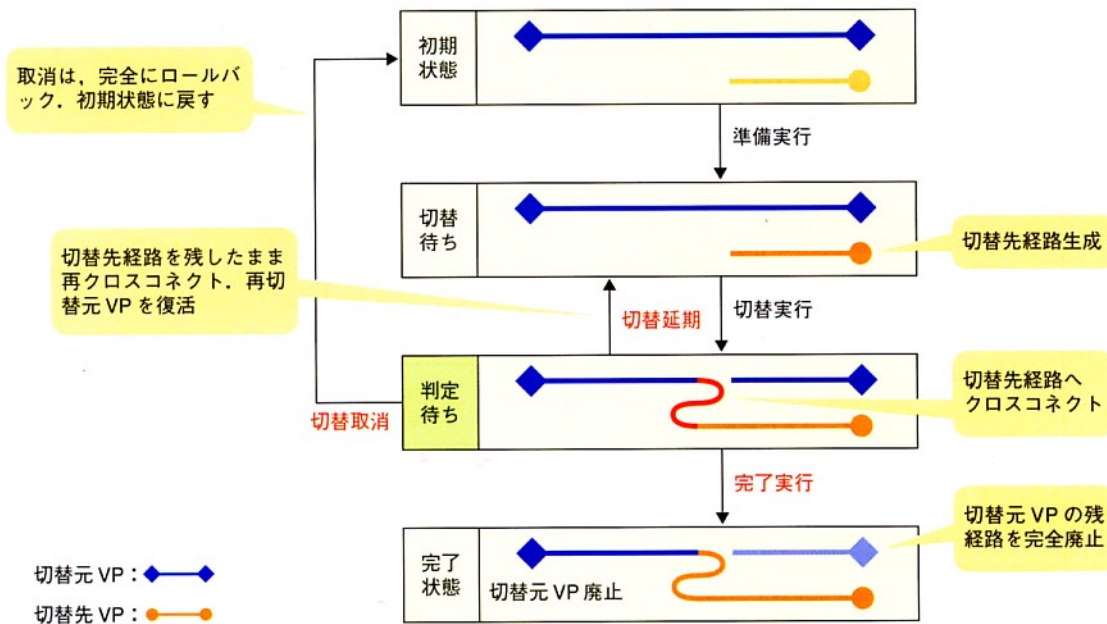 初期
状態
取消は，完全にロールバ
ック．初期状態に戻す
準備実行
切替
待ち
切替先経路生成
切替先経路を残したまま
再クロスコネクト．再切
替元 VP を復活
切替延期
切替実行
判定
待ち
切替先経路へ
クロスコネクト
切替取消
完了実行
切替元 VP の残
経路を完全廃止
完了
状態
切替元 VP 廃止
切替元 VP：
切替先 VP：